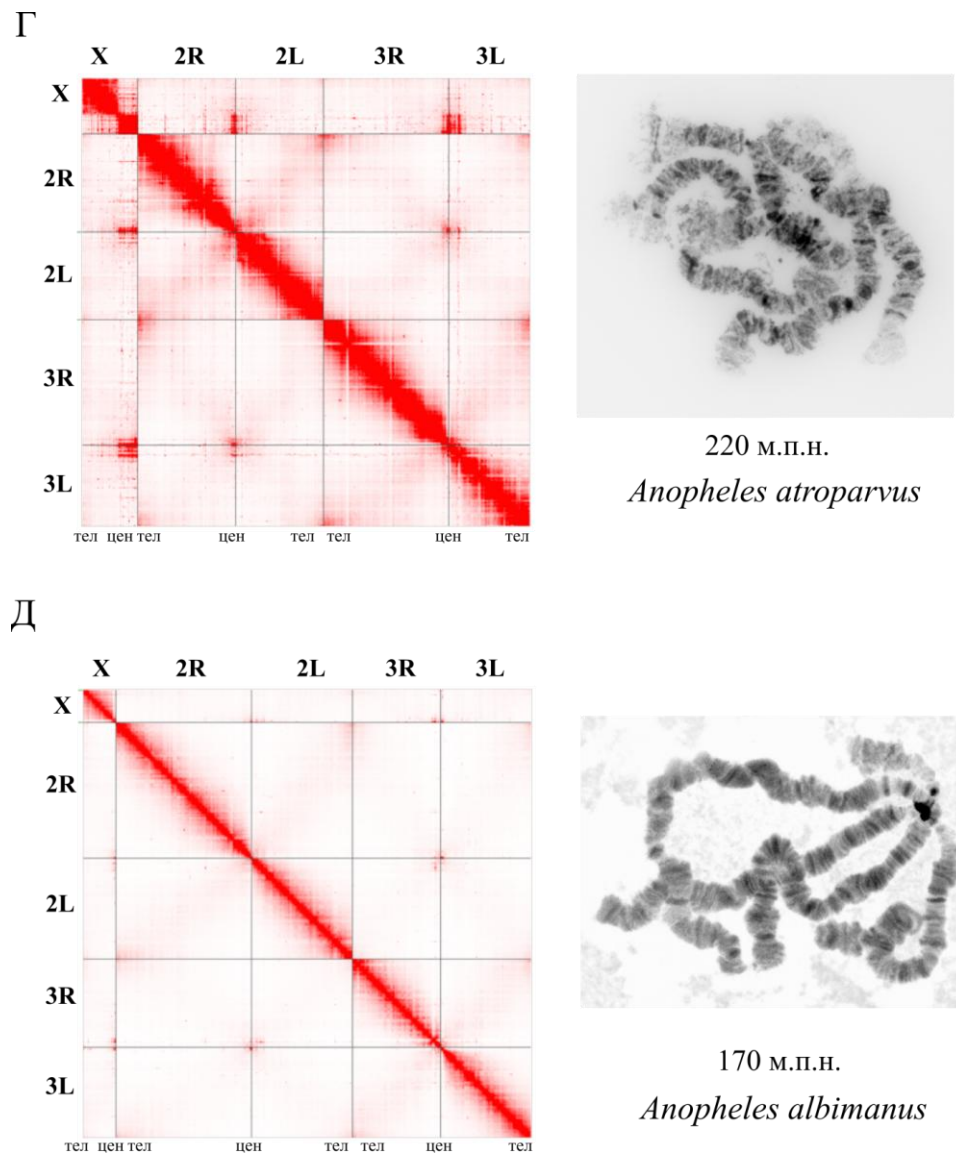 Г
X 2R 2L 3R 3L
X
2R
2L
3R
3L
тел цен тел цен тел тел цен тел
220 м.п.н.
Anopheles atroparvus
Д
X 2R 2L 3R 3L
X
2R
2L
3R
3L
тел цен тел цен тел тел цен тел
170 м.п.н.
Anopheles albimanus